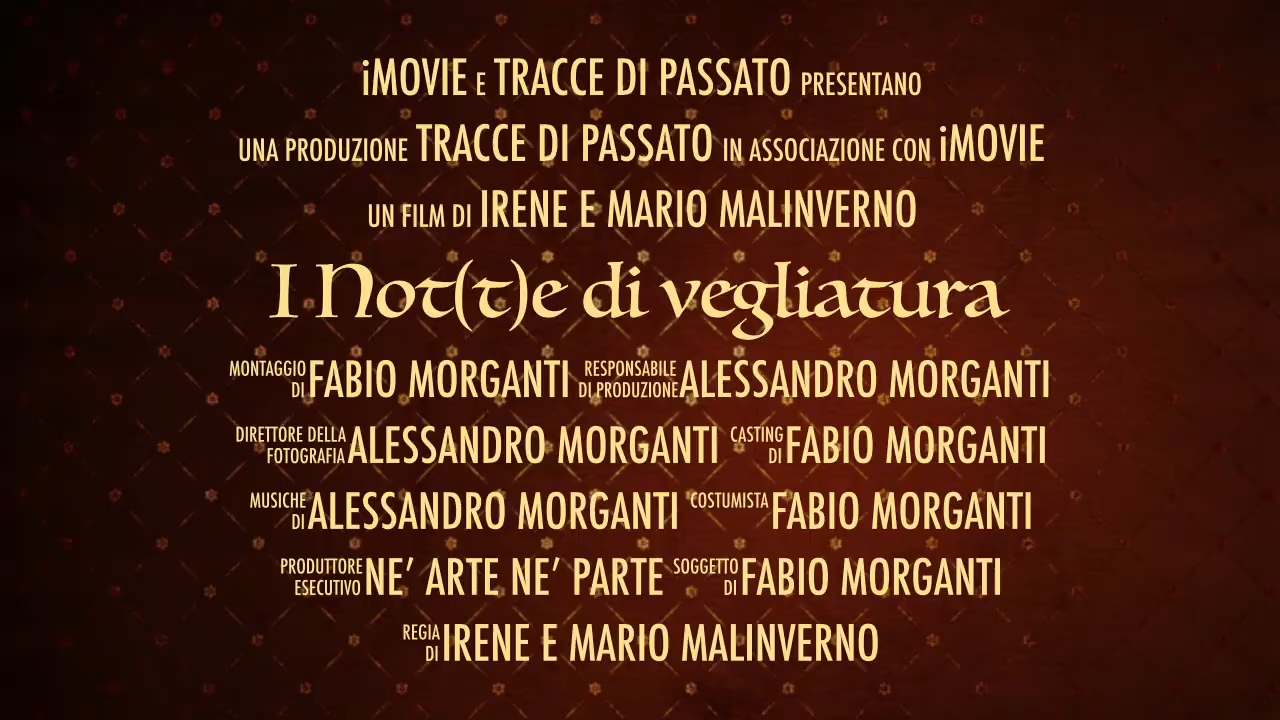 iMOVIE E TRACCE DI PASSATO PRESENTANO
UNA PRODUZIONE TRACCE DI PASSATO IN ASSOCIAZIONE CON iMOVIE
UN FILM DI IRENE E MARIO MALINVERNO
I Not(t)e di vegliatura
MONTAGGIO DI FABIO MORGANTI RESPONSABILE DI PRODUZIONE ALESSANDRO MORGANTI
DIRETTORE DELLA FOTOGRAFIA ALESSANDRO MORGANTI CASTING DI FABIO MORGANTI
MUSICHE DI ALESSANDRO MORGANTI COSTUMISTA FABIO MORGANTI
PRODUTTORE ESECUTIVO NE’ ARTE NE’ PARTE SOGGETTO DI FABIO MORGANTI
REGIA DI IRENE E MARIO MALINVERNO